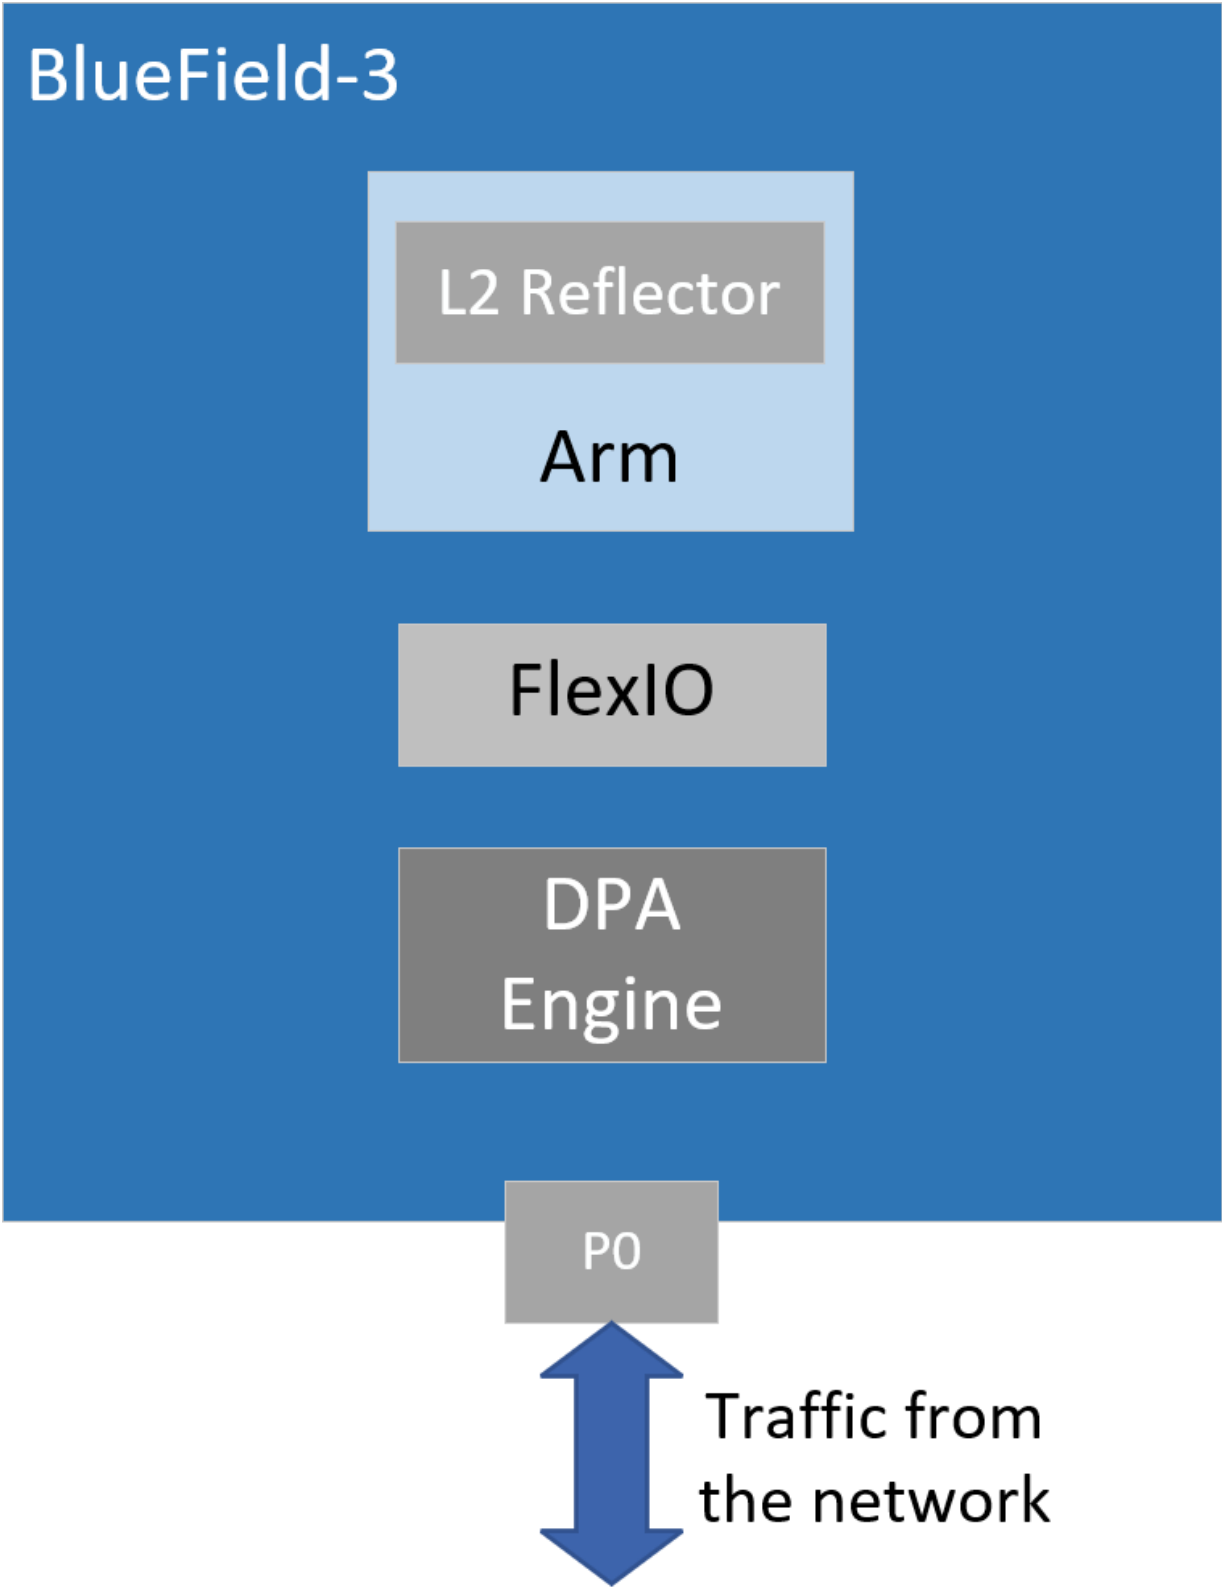 BlueField-3
L2 Reflector
Arm
FlexIO
DPA
Engine
P0
Traffic from
the network